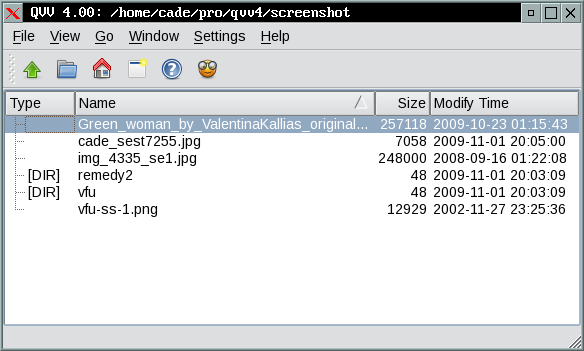 QVV 4.00: /home/cade/pro/qvv4/screenshot
File View Go Window Settings Help
Type Name Size Modify Time
Green_woman_by_ValentinaKallias_original... 257118 2009-10-23 01:15:43
cade_sest7255.jpg 7058 2009-11-01 20:05:00
img_4335_se1.jpg 248000 2008-09-16 01:22:08
[DIR] remedy2 48 2009-11-01 20:03:09
[DIR] vfu 48 2009-11-01 20:03:09
vfu-ss-1.png 12929 2002-11-27 23:25:36